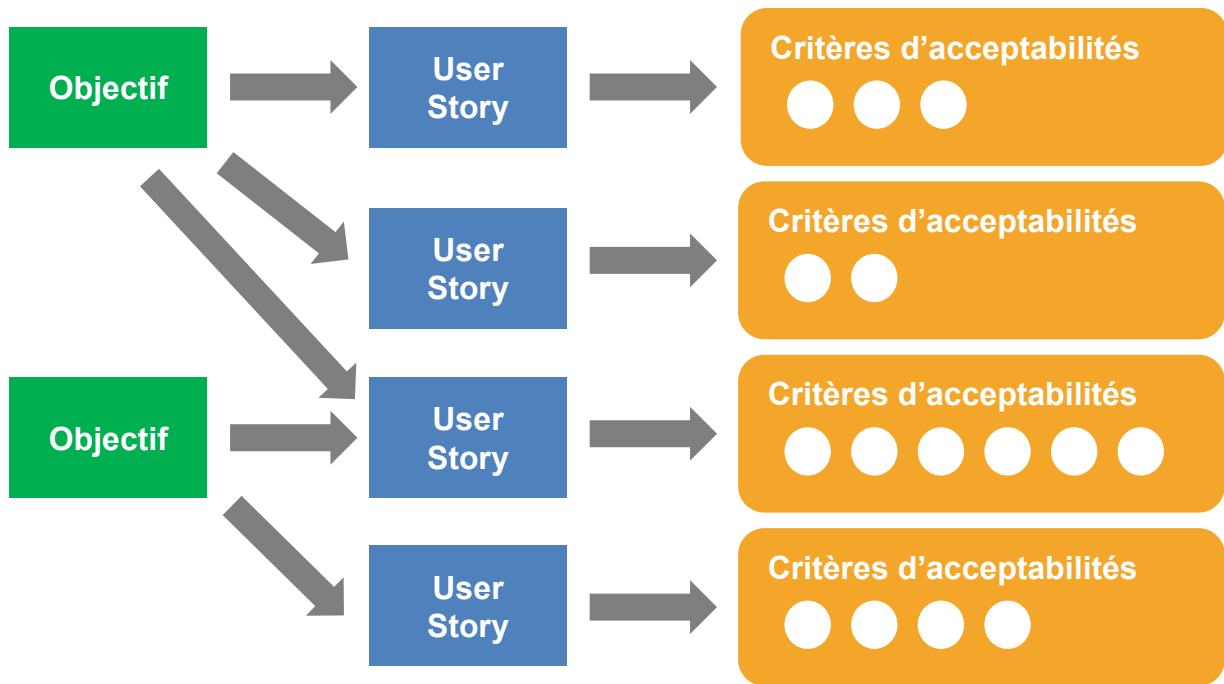 Objectif
User
Story
Critères d’acceptabilités
User
Story
Critères d’acceptabilités
Objectif
User
Story
Critères d’acceptabilités
User
Story
Critères d’acceptabilités